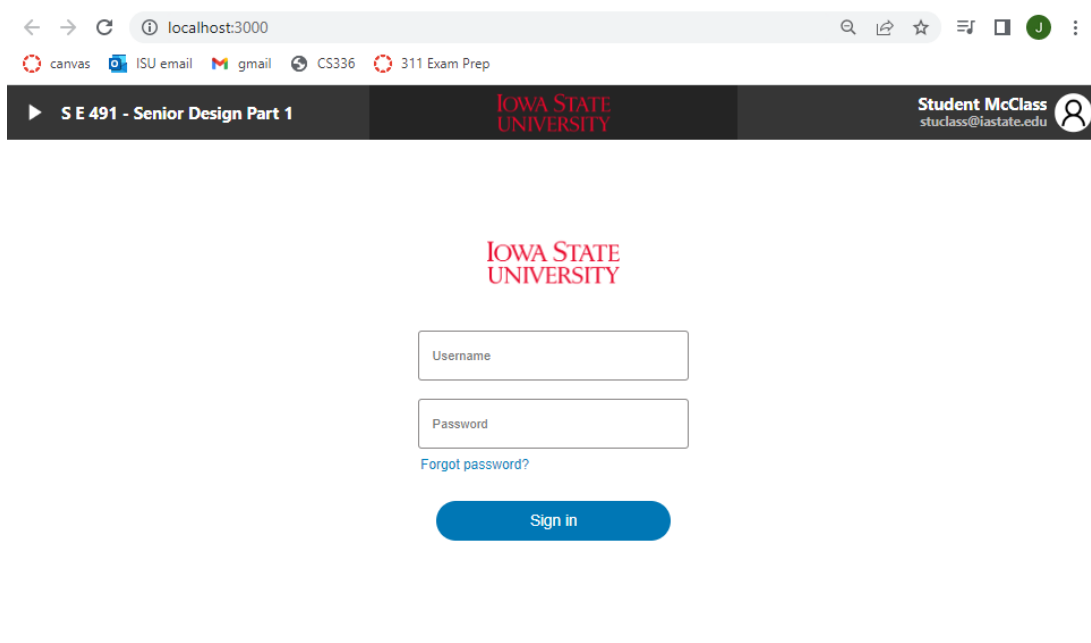 localhost:3000
J
canvas ISU email gmail CS336 311 Exam Prep
S E 491 - Senior Design Part 1
IOWA STATE
UNIVERSITY
Student McClass
stuclass@iastate.edu
IOWA STATE
UNIVERSITY
Username
Password
Forgot password?
Sign in